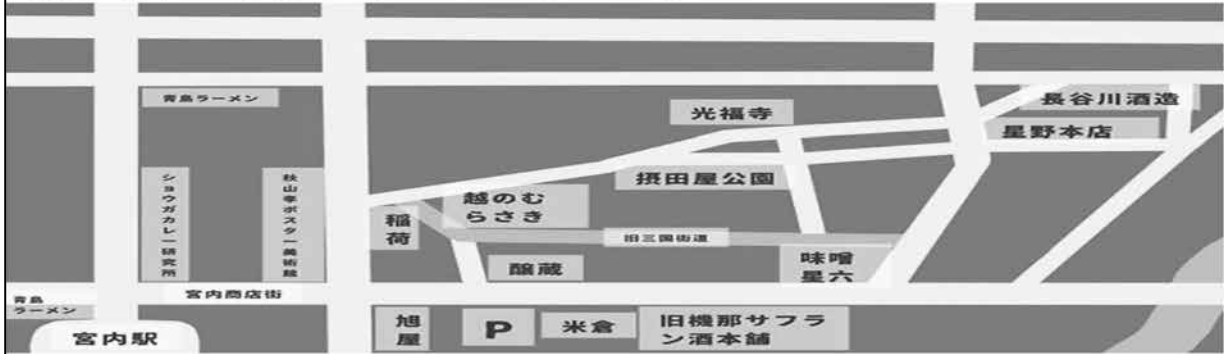 青島ラーメン
光福寺
長谷川酒造
星野本店
摂田屋公園
ショウガカレー研究所
秋山孝ポスター美術館
越のむ
らさき
稲荷
旧三国街道
味噌
星六
醸蔵
宮内商店街
青島
ラーメン
宮内駅
旭屋
P
米倉
旧機那サフラ
ン酒本舗